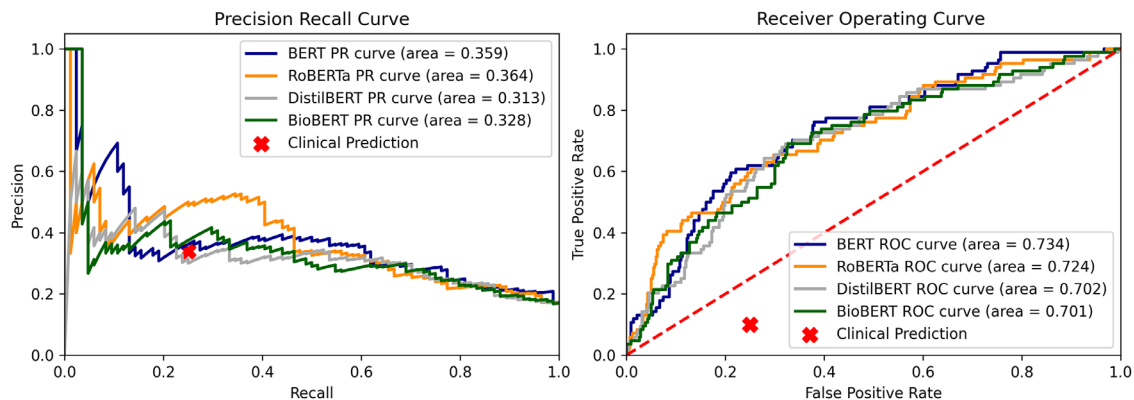 Precision Recall Curve
1.0
0.8
0.6
0.4
0.2
0.0
Precision
BERT PR curve (area = 0.359)
RoBERTa PR curve (area = 0.364)
DistilBERT PR curve (area = 0.313)
BioBERT PR curve (area = 0.328)
Clinical Prediction
0.0 0.2 0.4 0.6 0.8 1.0
Recall
Receiver Operating Curve
1.0
0.8
0.6
0.4
0.2
0.0
True Positive Rate
BERT ROC curve (area = 0.734)
RoBERTa ROC curve (area = 0.724)
DistilBERT ROC curve (area = 0.702)
BioBERT ROC curve (area = 0.701)
Clinical Prediction
0.0 0.2 0.4 0.6 0.8 1.0
False Positive Rate